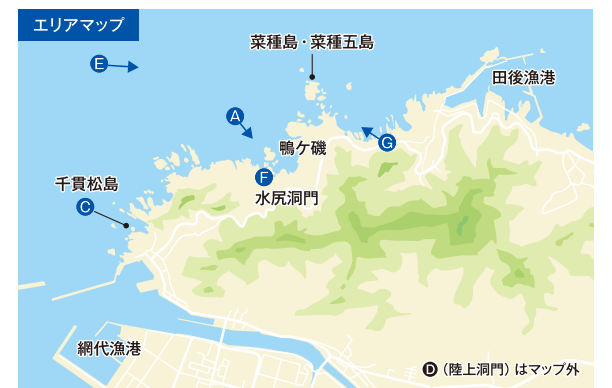 エリアマップ
菜種島・菜種五島
E
田後漁港
A
鴨ケ磯
G
F
千貫松島
水尻洞門
C
網代漁港
D（陸上洞門）はマップ外